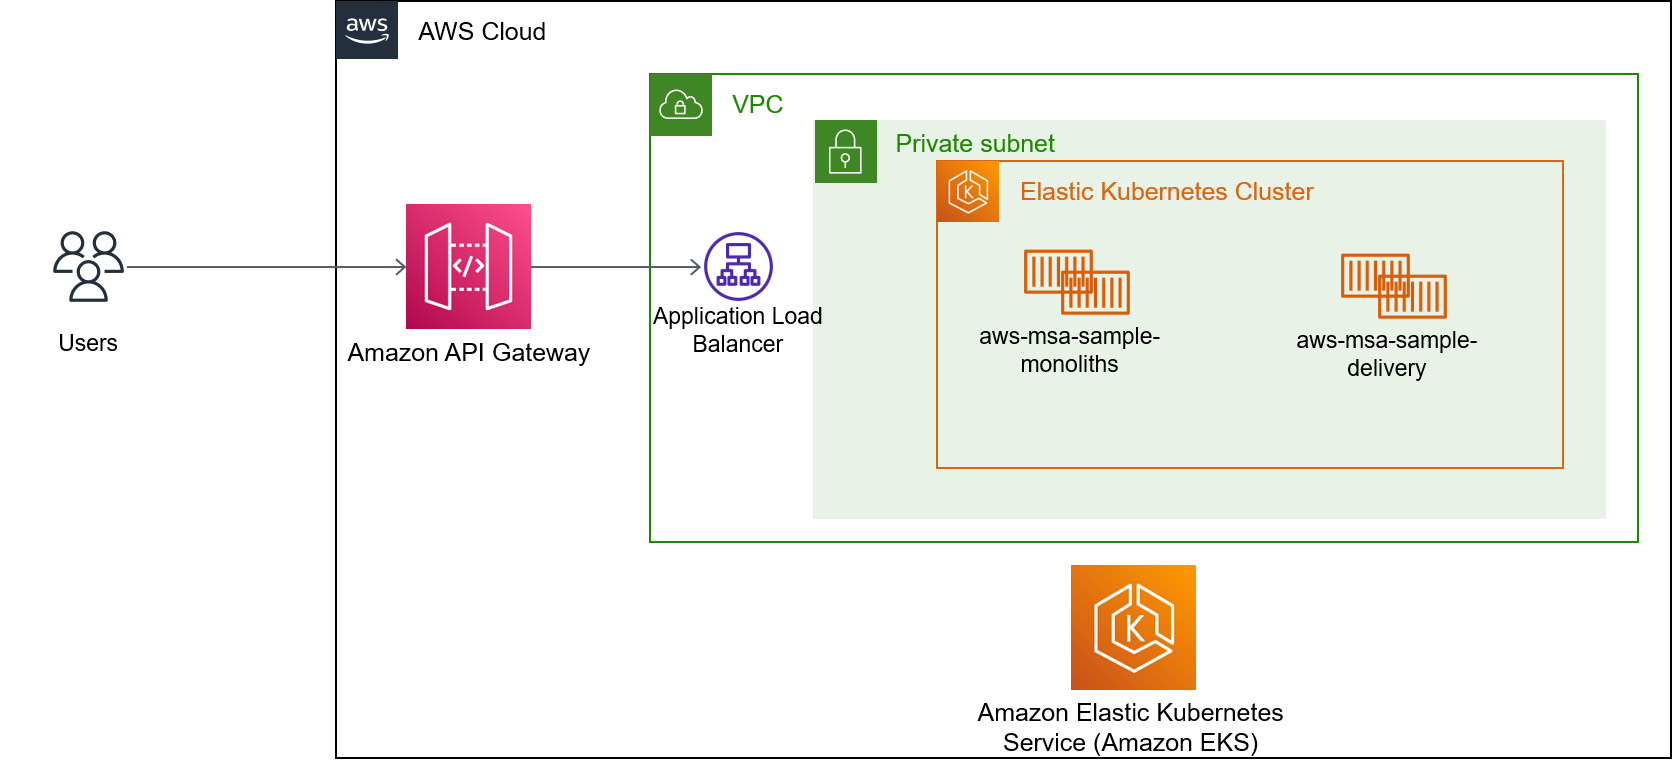 aws
AWS Cloud
VPC
Private subnet
Elastic Kubernetes Cluster
K
Users
</>
Amazon API Gateway
Application Load
Balancer
aws-msa-sample-
monoliths
aws-msa-sample-
delivery
K
Amazon Elastic Kubernetes
Service (Amazon EKS)